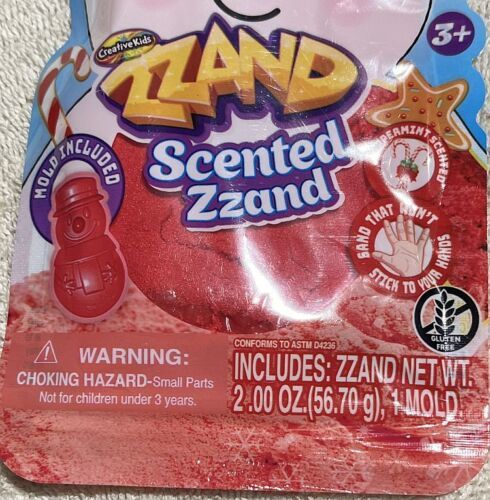 CreativeKids
3+
ZZAND
Scented
Zzand
MOLD INCLUDED
PEPPERMINT SCENTED
SAND THAT WON'T
STICK TO YOUR HANDS
GLUTEN
FREE
WARNING:
CHOKING HAZARD-Small Parts
Not for children under 3 years.
CONFORMS TO ASTM D4236
INCLUDES: ZZAND NET WT.
2.00 OZ.(56.70 g), 1 MOLD